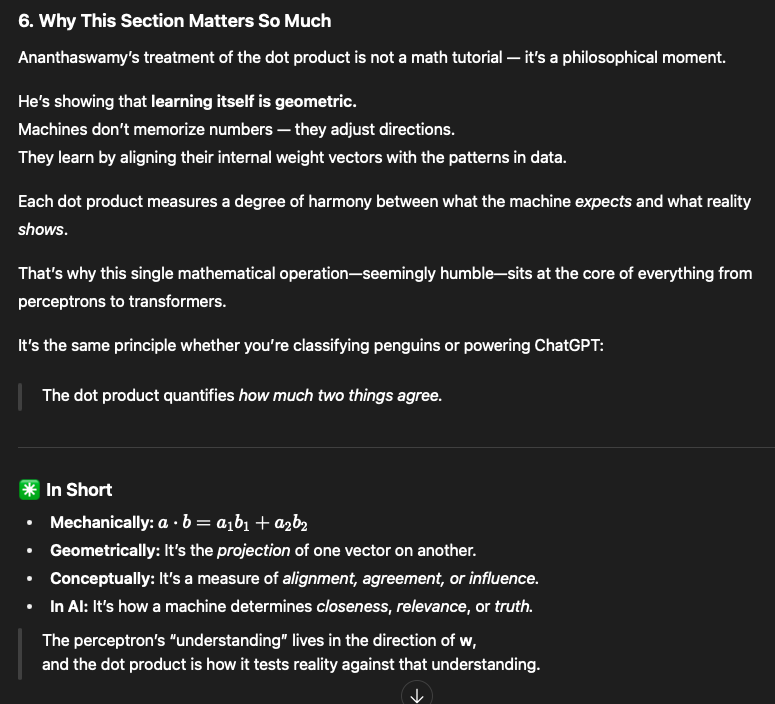 6. Why This Section Matters So Much
Ananthaswamy's treatment of the dot product is not a math tutorial — it's a philosophical moment.
He's showing that learning itself is geometric.
Machines don't memorize numbers — they adjust directions.
They learn by aligning their internal weight vectors with the patterns in data.
Each dot product measures a degree of harmony between what the machine expects and what reality
shows.
That's why this single mathematical operation—seemingly humble—sits at the core of everything from
perceptrons to transformers.
It's the same principle whether you're classifying penguins or powering ChatGPT:
The dot product quantifies how much two things agree.
✳️ In Short
• Mechanically: a · b = a₁b₁ + a₂b₂
• Geometrically: It's the projection of one vector on another.
• Conceptually: It's a measure of alignment, agreement, or influence.
• In AI: It's how a machine determines closeness, relevance, or truth.
The perceptron's “understanding” lives in the direction of w,
and the dot product is how it tests reality against that understanding.